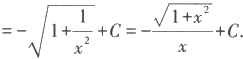 $= -\sqrt{1+\frac{1}{x^2}}+C = -\frac{\sqrt{1+x^2}}{x}+C.$